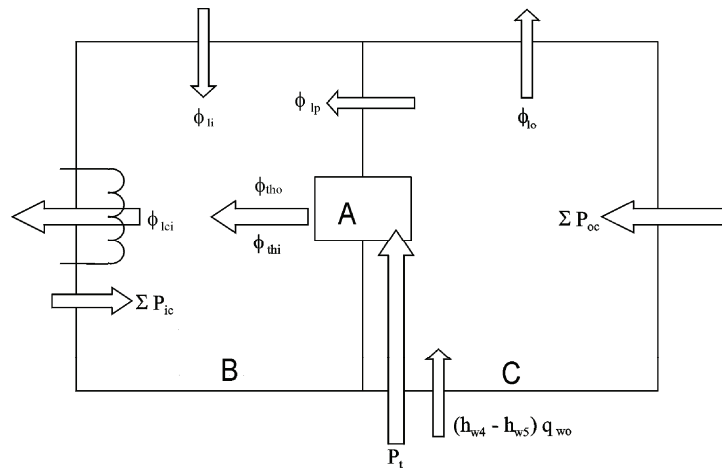 ϕ li
ϕ lp
ϕ lo
ϕ tho
A
ϕ lci
Σ P oc
ϕ thi
Σ P ic
B
C
(h w4 - h w5) q wo
P t